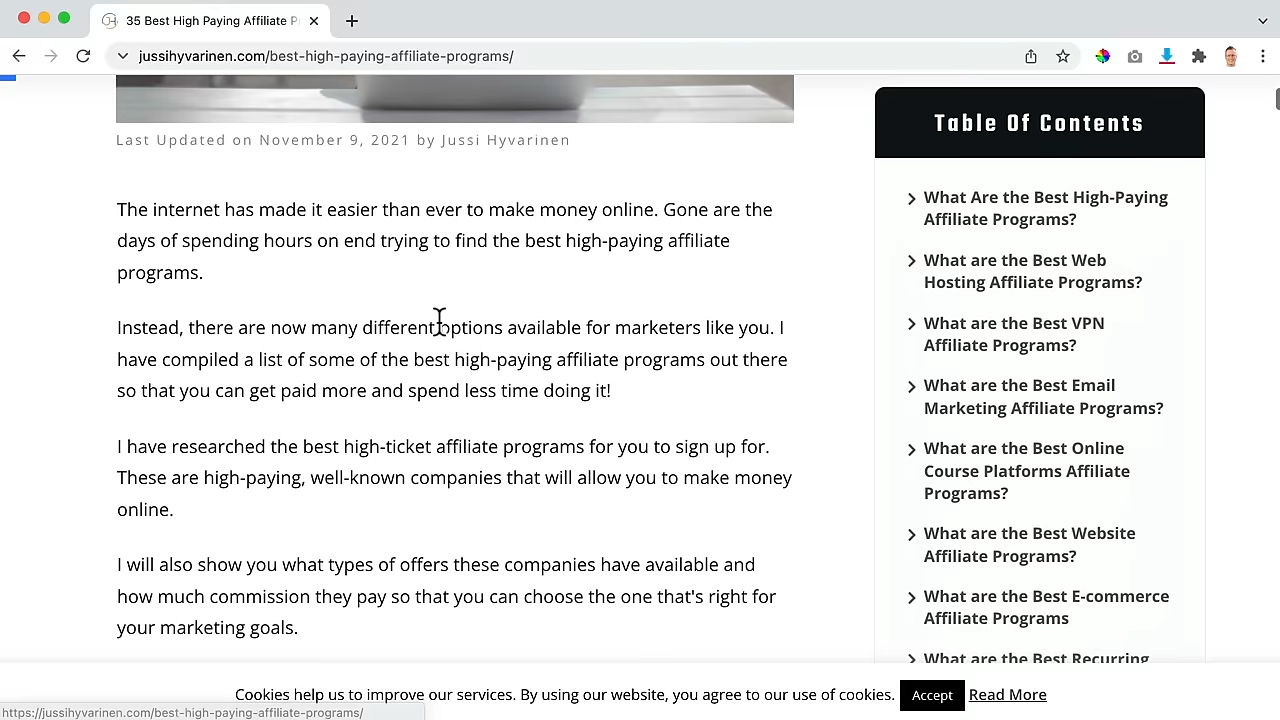 35 Best High Paying Affiliate P
jussihyvarinen.com/best-high-paying-affiliate-programs/
Last Updated on November 9, 2021 by Jussi Hyvarinen
The internet has made it easier than ever to make money online. Gone are the
days of spending hours on end trying to find the best high-paying affiliate
programs.
Instead, there are now many different options available for marketers like you. I
have compiled a list of some of the best high-paying affiliate programs out there
so that you can get paid more and spend less time doing it!
I have researched the best high-ticket affiliate programs for you to sign up for.
These are high-paying, well-known companies that will allow you to make money
online.
I will also show you what types of offers these companies have available and
how much commission they pay so that you can choose the one that's right for
your marketing goals.
Table Of Contents
What Are the Best High-Paying
Affiliate Programs?
What are the Best Web
Hosting Affiliate Programs?
What are the Best VPN
Affiliate Programs?
What are the Best Email
Marketing Affiliate Programs?
What are the Best Online
Course Platforms Affiliate
Programs?
What are the Best Website
Affiliate Programs?
What are the Best E-commerce
Affiliate Programs
What are the Best Recurring
Cookies help us to improve our services. By using our website, you agree to our use of cookies.
Accept
Read More
https://jussihyvarinen.com/best-high-paying-affiliate-programs/